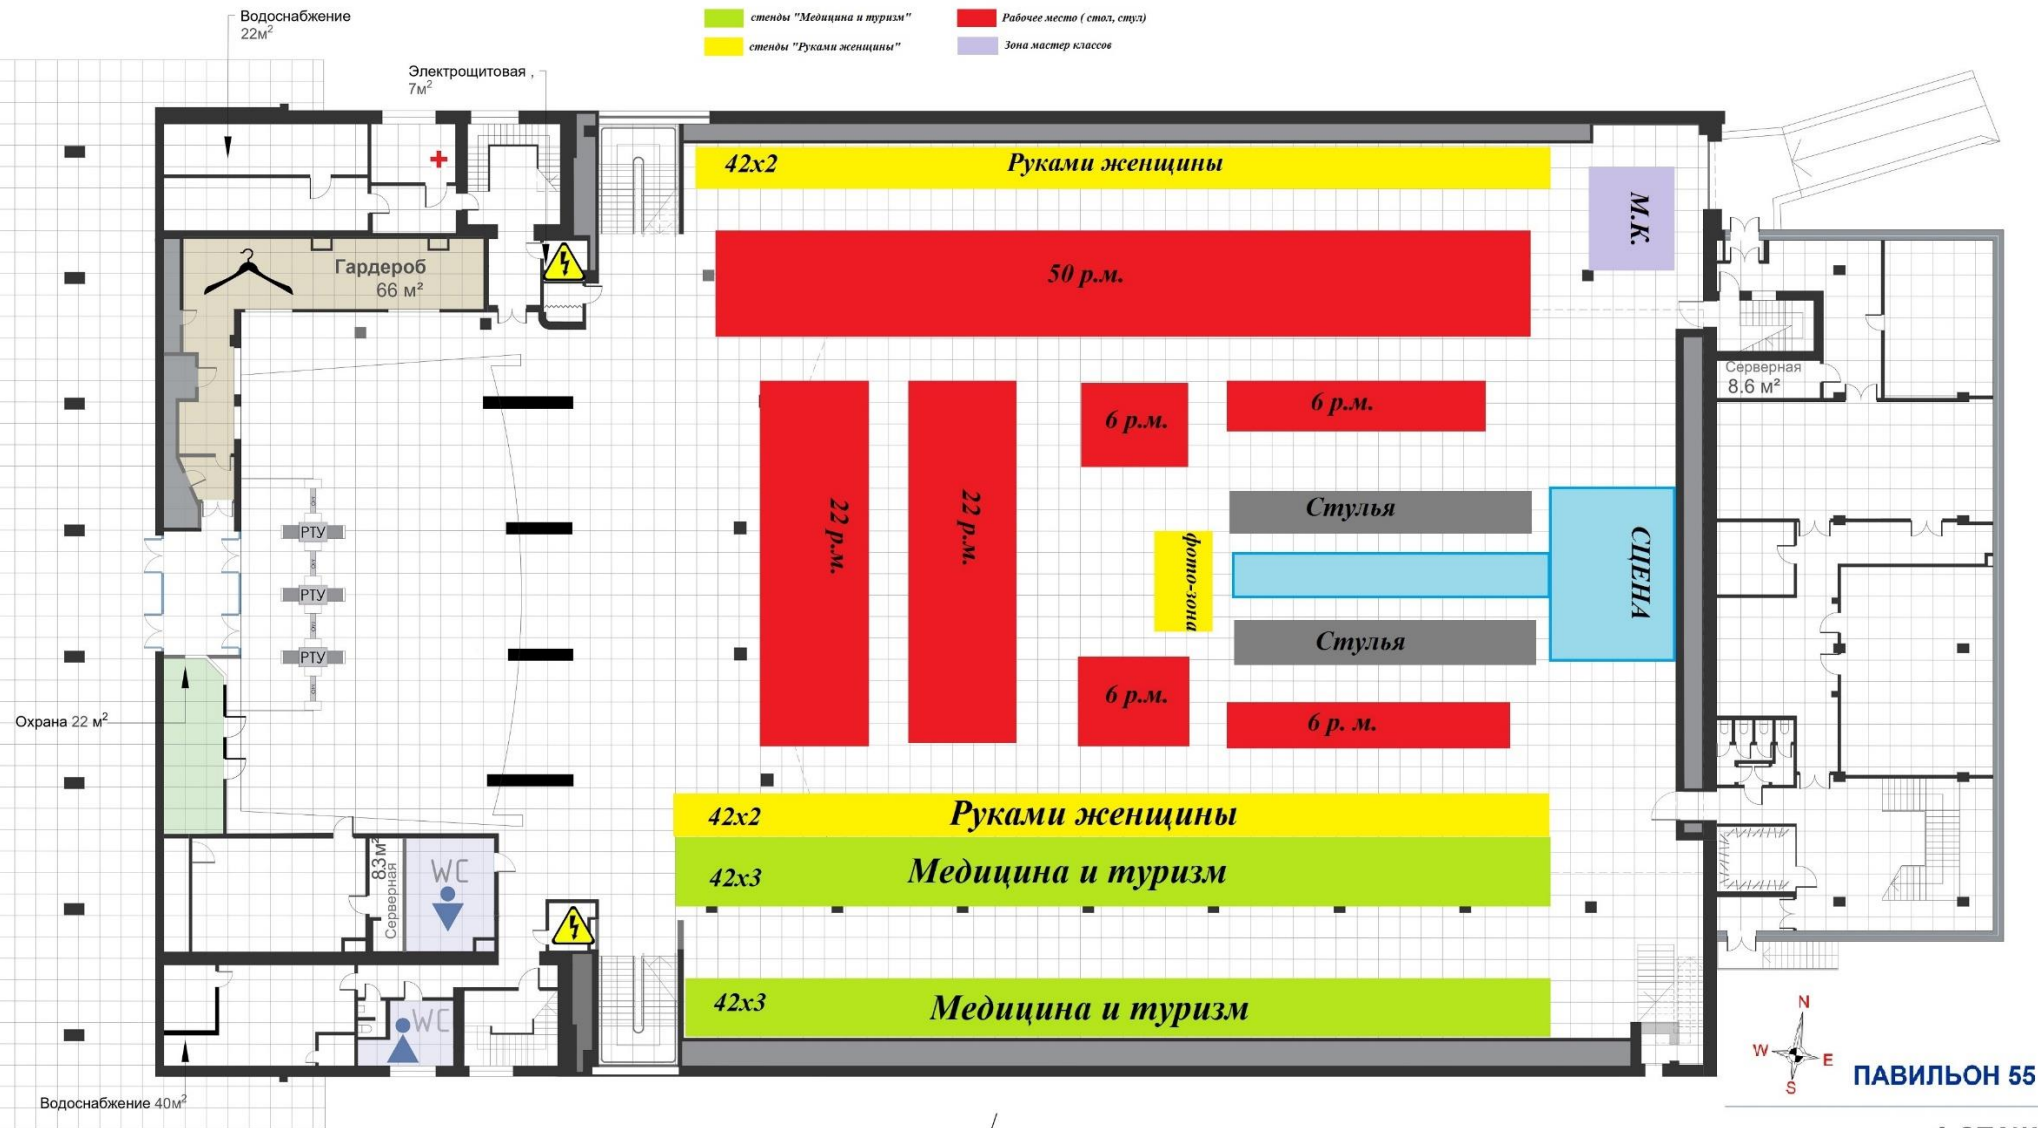 Водоснабжение
22м²
Электрощитовая ,
7м²
стенды "Медицина и туризм"
Рабочее место ( стол, стул)
стенды "Руками женщины"
Зона мастер классов
42х2
Руками женщины
М.К.
Гардероб
66 м²
50 р.м.
Серверная
8.6 м²
22 р.м.
22 р.м.
6 р.м.
6 р.м.
Стулья
фото-зона
СЦЕНА
Стулья
6 р.м.
6 р. м.
РТУ
РТУ
РТУ
Охрана 22 м²
42х2
Руками женщины
42х3
Медицина и туризм
Серверная
8.3м²
WC
42х3
Медицина и туризм
WC
Водоснабжение 40м²
N
W
E
S
ПАВИЛЬОН 55